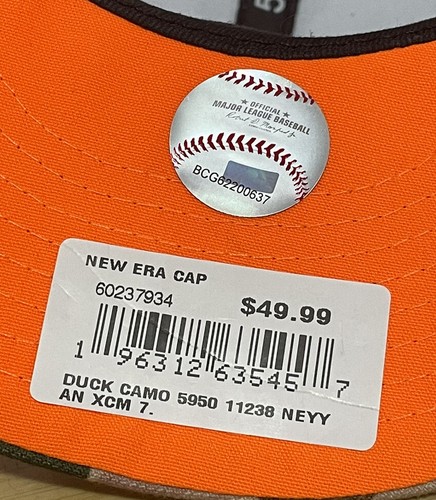 5
OFFICIAL
MAJOR LEAGUE BASEBALL
BCG62200637
NEW ERA CAP
60237934
$49.99
1 96312 63545 7
DUCK CAMO 5950 11238 NEYY
AN XCM 7.